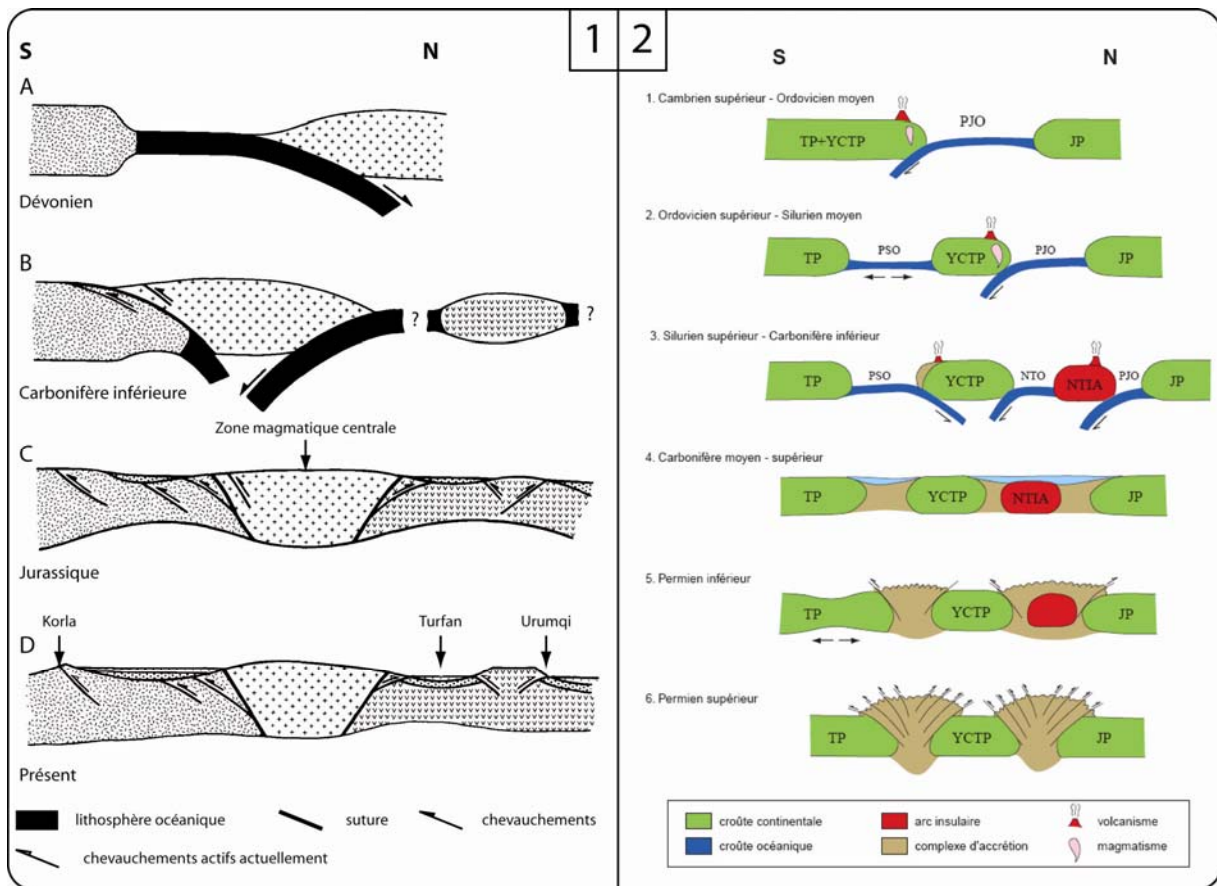 1
S N
A
Dévonien
B
? ?
Carbonifère inférieure
Zone magmatique centrale
C
Jurassique
Korla Turfan Urumqi
D
Présent
lithosphère océanique suture chevauchements
chevauchements actifs actuellement
2
S N
1. Cambrien supérieur - Ordovicien moyen
PJO
TP+YCTP JP
2. Ordovicien supérieur - Silurien moyen
PSO PJO
TP YCTP JP
3. Silurien supérieur - Carbonifère inférieur
PSO NTO PJO
TP YCTP NTIA JP
4. Carbonifère moyen - supérieur
TP YCTP NTIA JP
5. Permien inférieur
TP YCTP JP
6. Permien supérieur
TP YCTP JP
croûte continentale arc insulaire volcanisme
croûte océanique complexe d'accrétion magmatisme